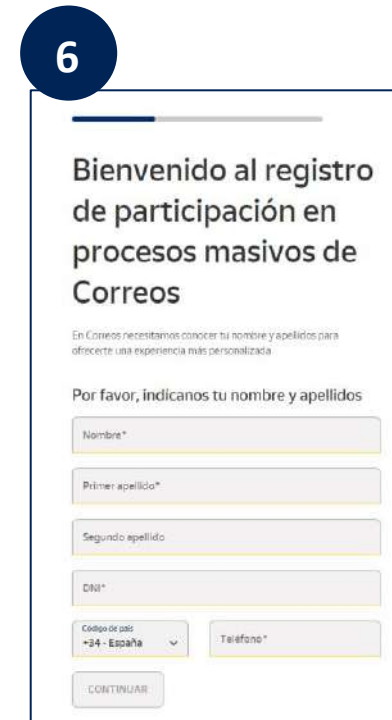 6
Bienvenido al registro
de participación en
procesos masivos de
Correos
En Correos necesitamos conocer tu nombre y apellidos para
ofrecerte una experiencia más personalizada
Por favor, indícanos tu nombre y apellidos
Nombre*
Primer apellido*
Segundo apellido
DNI*
Código de país
+34 - España
Teléfono*
CONTINUAR